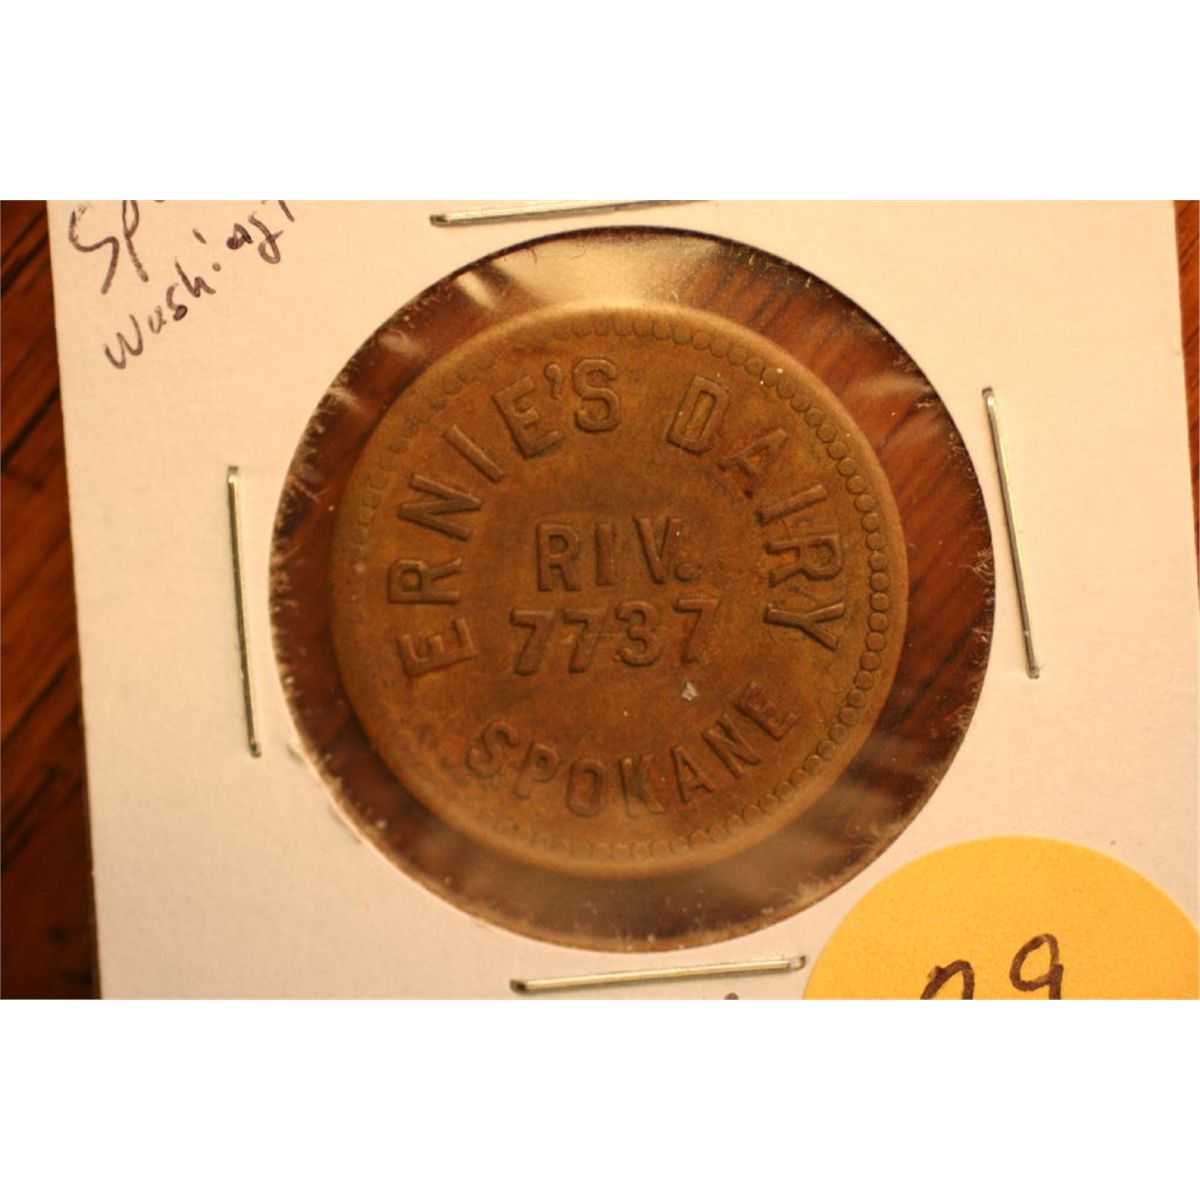 ERNIE'S DAIRY
RIV.
7737
SPOKANE